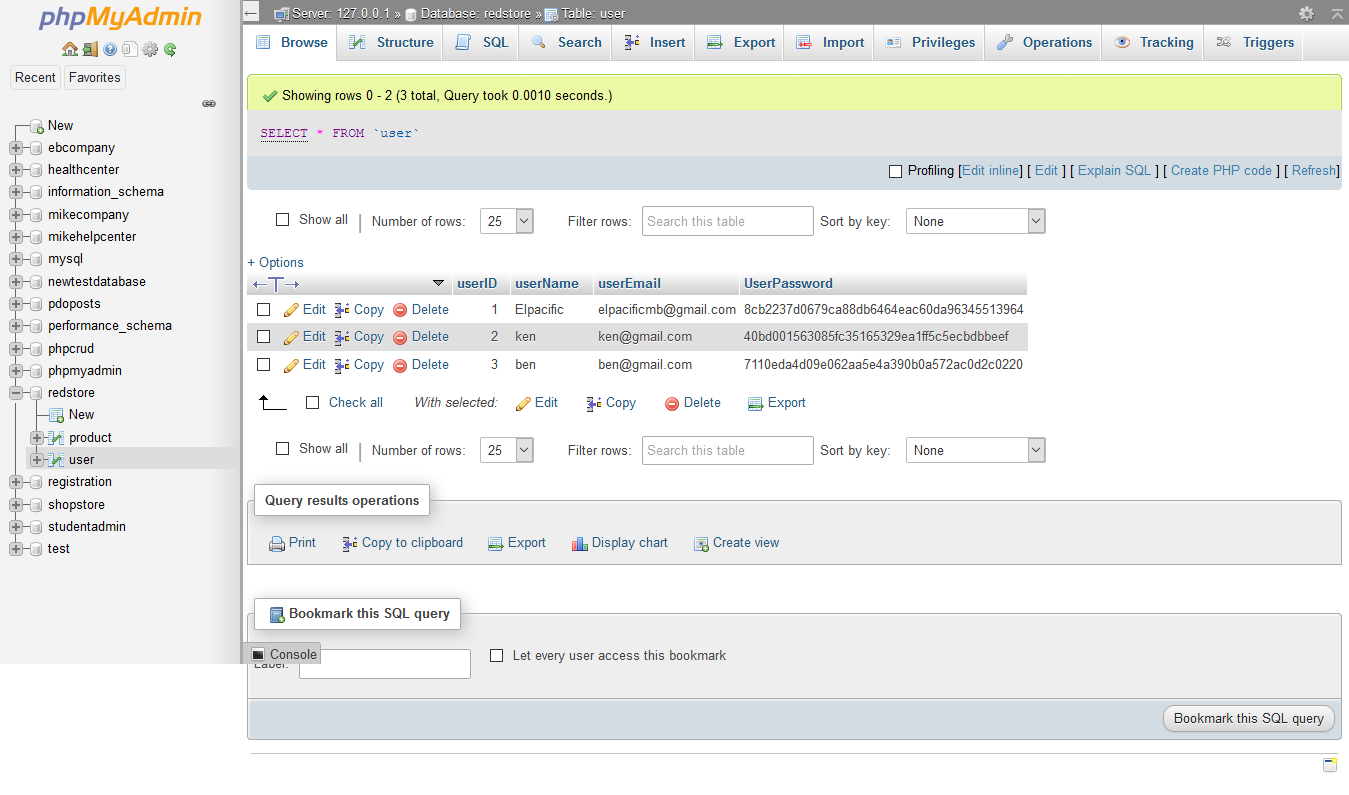 phpMyAdmin
Recent Favorites
New
ebcompany
healthcenter
information_schema
mikecompany
mikehelpcenter
mysql
newtestdatabase
pdoposts
performance_schema
phpcrud
phpmyadmin
redstore
New
product
user
registration
shopstore
studentadmin
test
Server: 127.0.0.1 » Database: redstore » Table: user
Browse Structure SQL Search Insert Export Import Privileges Operations Tracking Triggers
Showing rows 0 - 2 (3 total, Query took 0.0010 seconds.)
SELECT * FROM `user`
Profiling [Edit inline] [ Edit ] [ Explain SQL ] [ Create PHP code ] [ Refresh]
Show all | Number of rows: 25 Filter rows: Search this table Sort by key: None
+ Options
←T→ userID userName userEmail UserPassword
Edit Copy Delete 1 Elpacific elpacificmb@gmail.com 8cb2237d0679ca88db6464eac60da96345513964
Edit Copy Delete 2 ken ken@gmail.com 40bd001563085fc35165329ea1ff5c5ecbdbbeef
Edit Copy Delete 3 ben ben@gmail.com 7110eda4d09e062aa5e4a390b0a572ac0d2c0220
Check all With selected: Edit Copy Delete Export
Show all | Number of rows: 25 Filter rows: Search this table Sort by key: None
Query results operations
Print Copy to clipboard Export Display chart Create view
Bookmark this SQL query
Console
Label: Let every user access this bookmark
Bookmark this SQL query